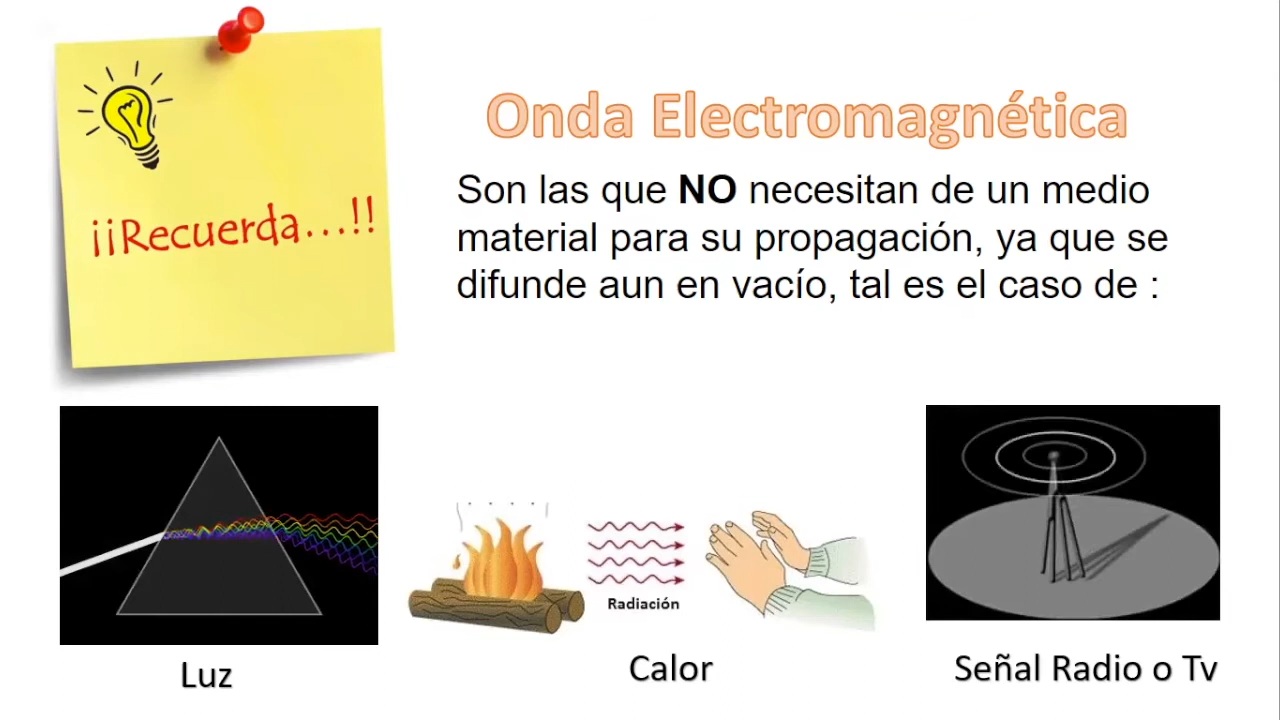 ¡¡Recuerda...!!
Onda Electromagnética
Son las que NO necesitan de un medio
material para su propagación, ya que se
difunde aun en vacío, tal es el caso de :
Radiación
Luz
Calor
Señal Radio o Tv